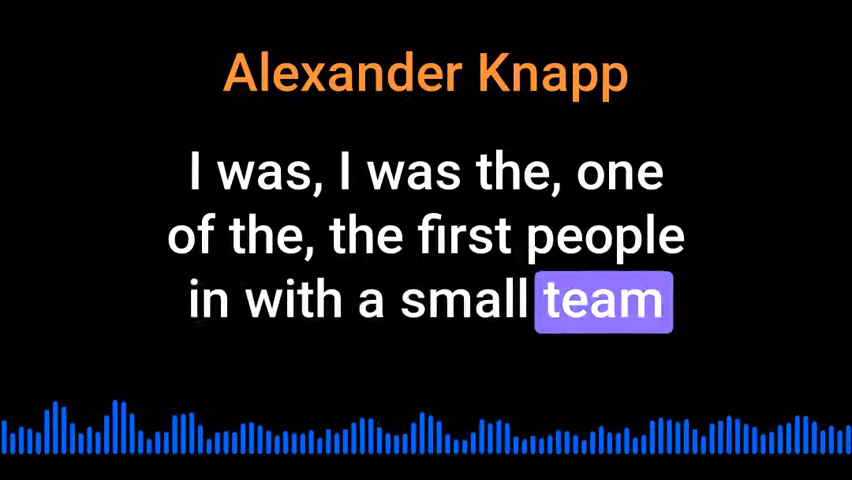 Alexander Knapp
I was, I was the, one
of the, the first people
in with a small team